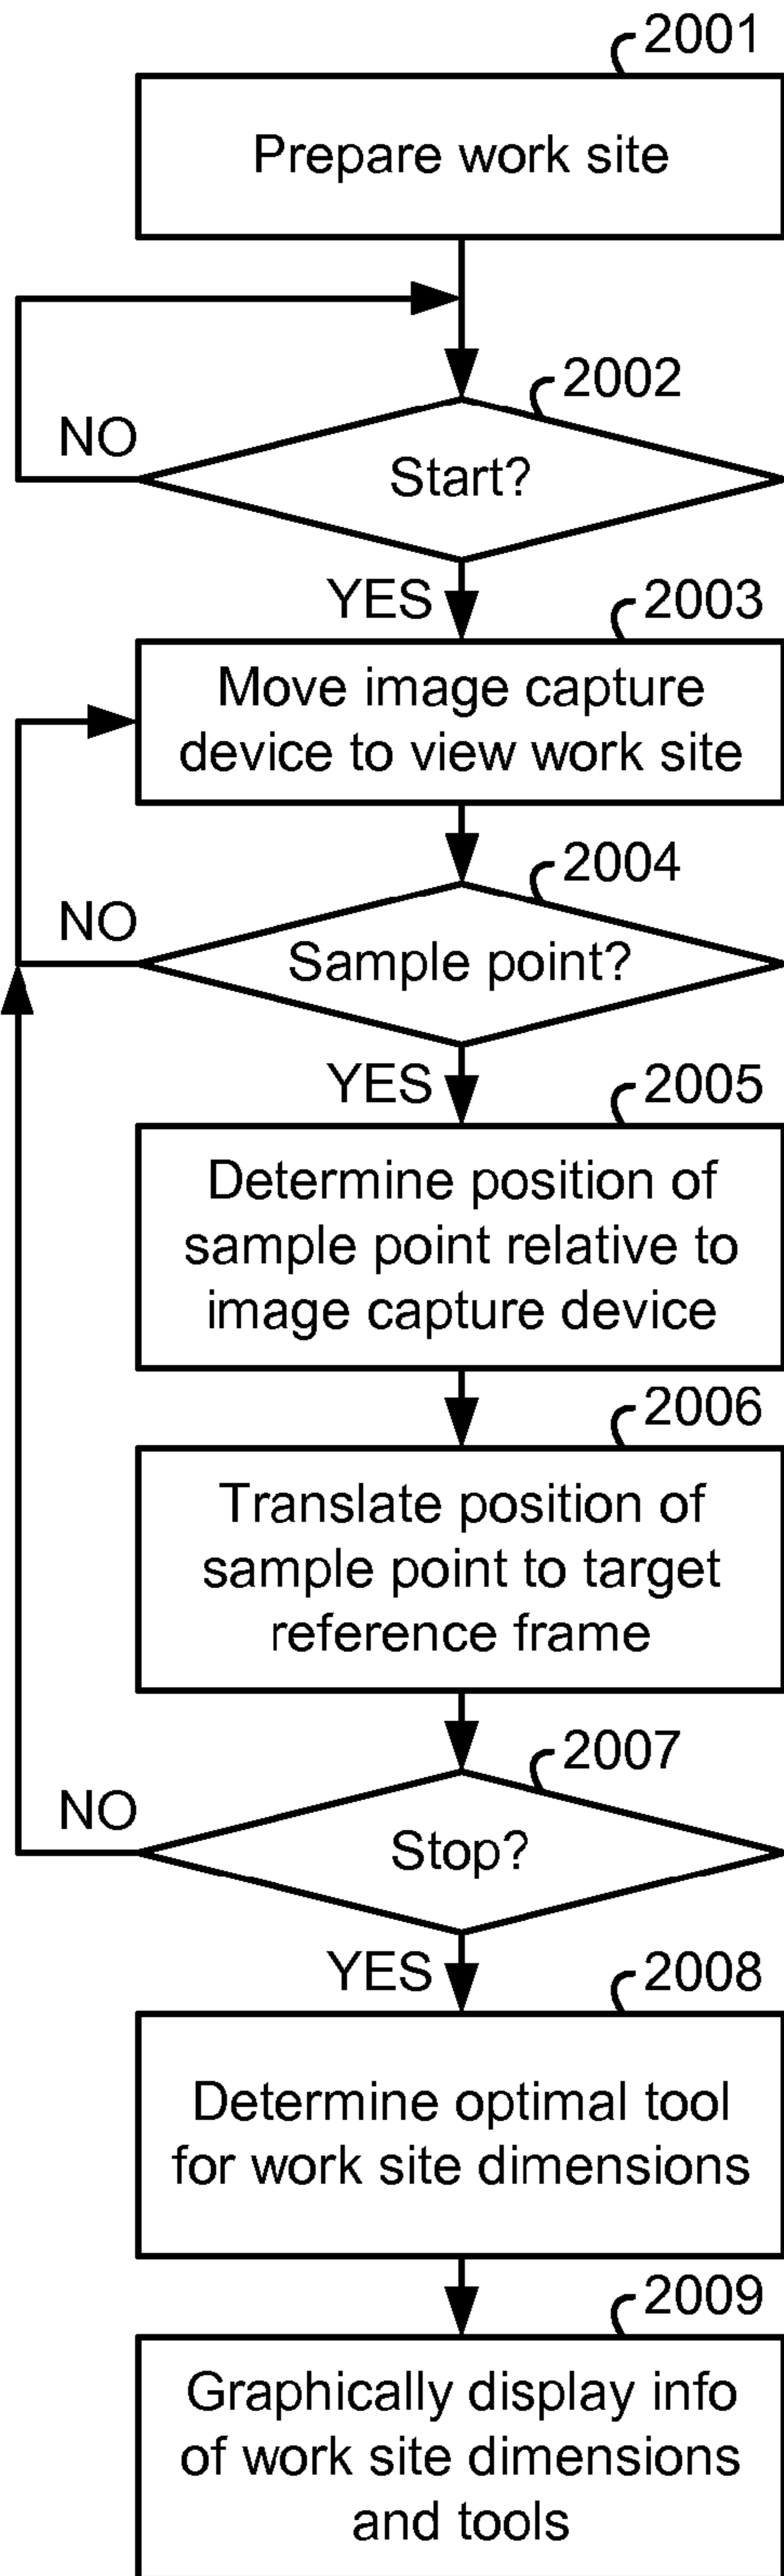 2001
Prepare work site
2002
Start?
NO
YES
2003
Move image capture
device to view work site
2004
Sample point?
NO
YES
2005
Determine position of
sample point relative to
image capture device
2006
Translate position of
sample point to target
reference frame
2007
Stop?
NO
YES
2008
Determine optimal tool
for work site dimensions
2009
Graphically display info
of work site dimensions
and tools